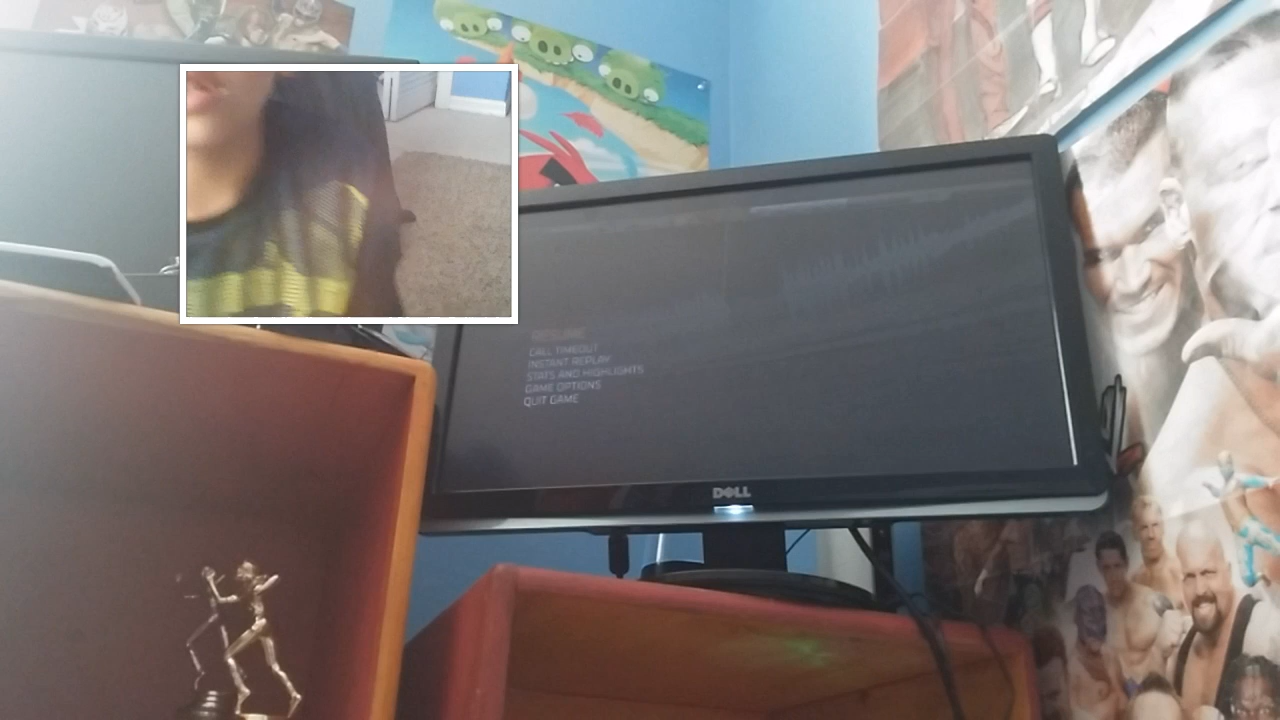 CALL TIMEOUT
INSTANT REPLAY
STATS AND HIGHLIGHTS
GAME OPTIONS
QUIT GAME
DELL